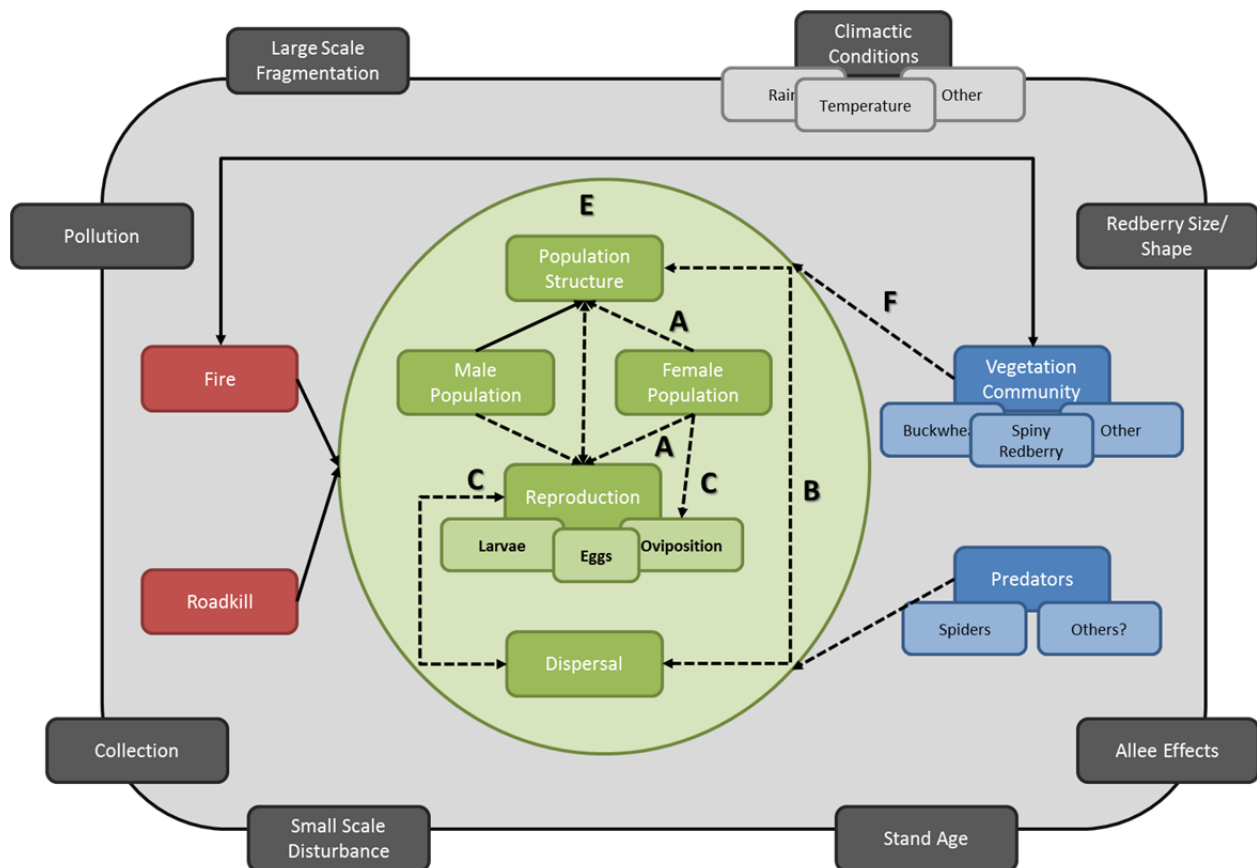 Large Scale
Fragmentation
Climactic
Conditions
Rain
Temperature
Other
Pollution
Redberry Size/
Shape
E
Population
Structure
F
A
Fire
Male
Population
Female
Population
Vegetation
Community
Buckwhea
Spiny
Redberry
Other
A
C
C
B
Reproduction
Larvae
Eggs
Oviposition
Roadkill
Predators
Spiders
Others?
Dispersal
Collection
Allee Effects
Small Scale
Disturbance
Stand Age